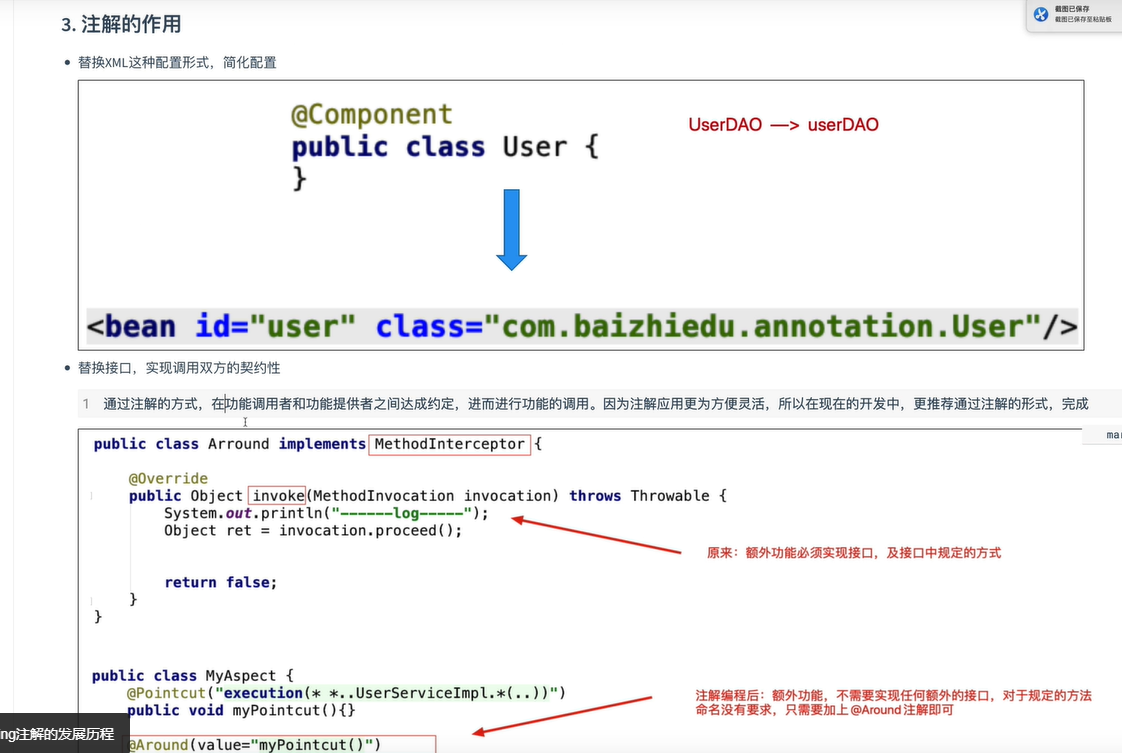 3. 注解的作用
截图已保存
截图已保存至粘贴板
• 替换XML这种配置形式，简化配置
@Component
public class User {
}
UserDAO —> userDAO
<bean id="user" class="com.baizhiedu.annotation.User"/>
• 替换接口，实现调用双方的契约性
1 通过注解的方式，在功能调用者和功能提供者之间达成约定，进而进行功能的调用。因为注解应用更为方便灵活，所以在现在的开发中，更推荐通过注解的形式，完成
public class Arround implements MethodInterceptor {
@Override
public Object invoke(MethodInvocation invocation) throws Throwable {
System.out.println("------log-----");
Object ret = invocation.proceed();
原来：额外功能必须实现接口，及接口中规定的方式
return false;
}
}
public class MyAspect {
@Pointcut("execution(* *..UserServiceImpl.*(..))")
public void myPointcut(){}
注解编程后：额外功能，不需要实现任何额外的接口，对于规定的方法
命名没有要求，只需要加上 @Around 注解即可
ng注解的发展历程
@Around(value="myPointcut()")